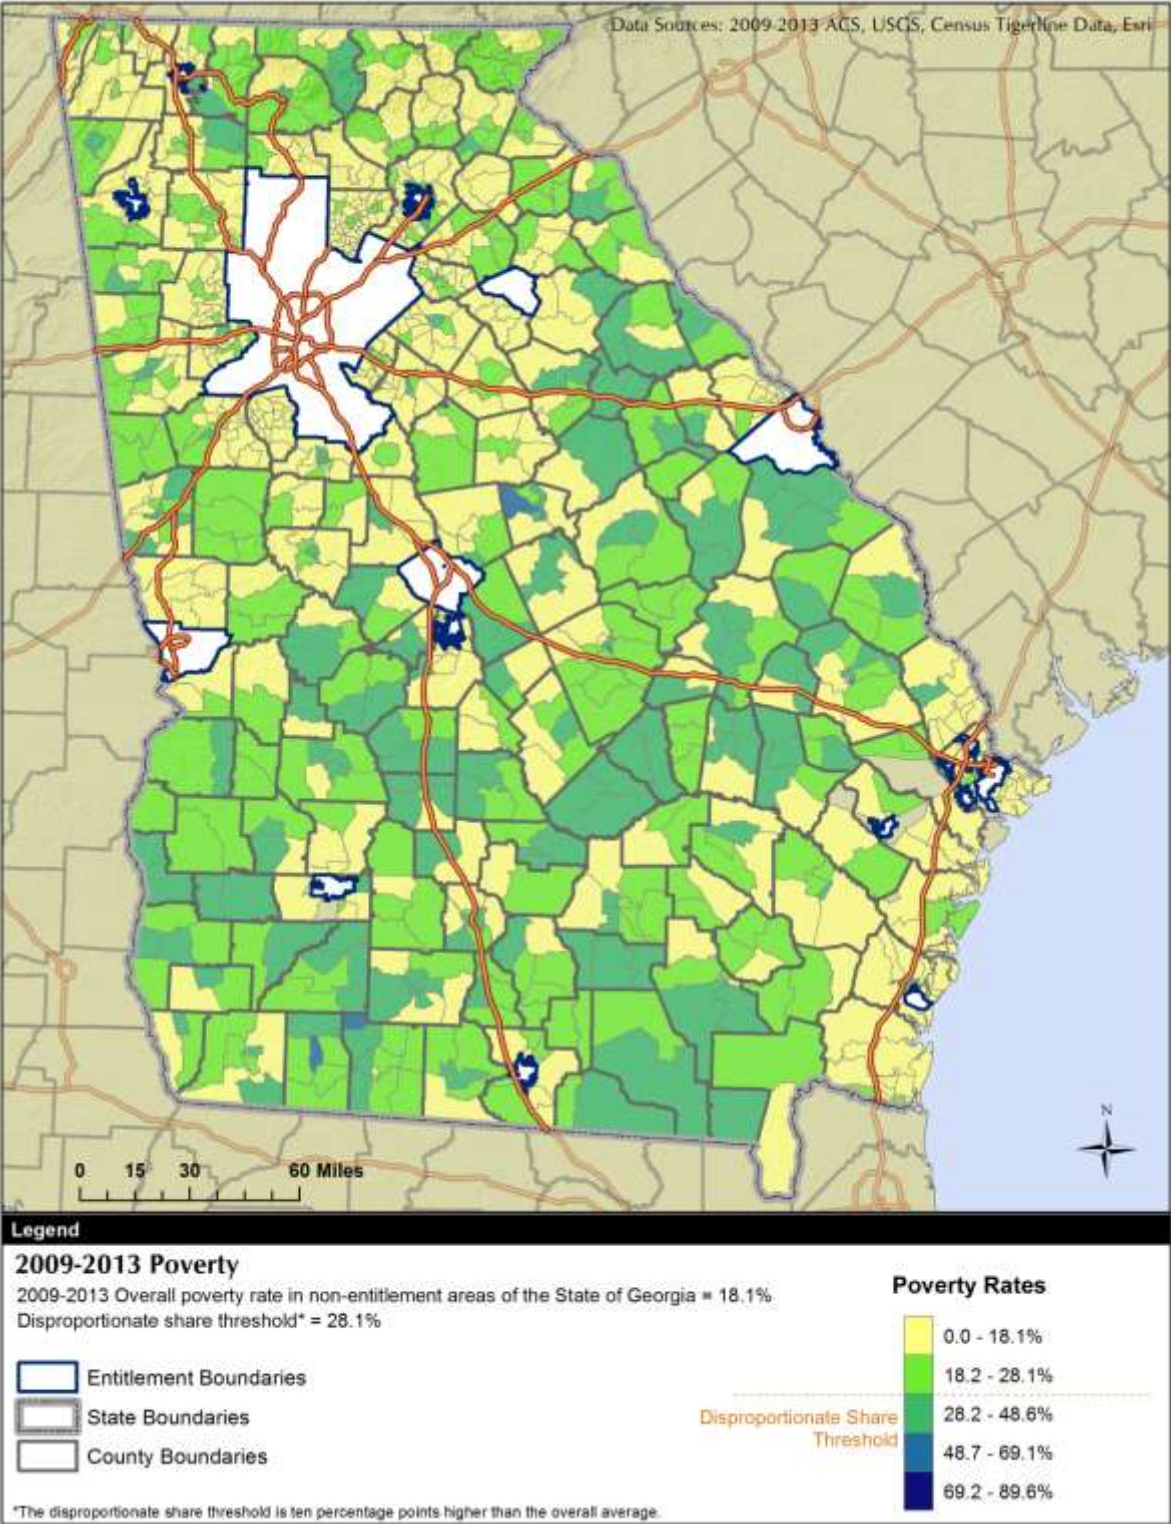 Data Sources: 2009-2013 ACS, USGS, Census Tigerline Data, Esri
N
0 15 30 60 Miles
Legend
2009-2013 Poverty
2009-2013 Overall poverty rate in non-entitlement areas of the State of Georgia = 18.1%
Disproportionate share threshold* = 28.1%
Entitlement Boundaries
State Boundaries
County Boundaries
*The disproportionate share threshold is ten percentage points higher than the overall average.
Poverty Rates
0.0 - 18.1%
18.2 - 28.1%
Disproportionate Share
Threshold
28.2 - 48.6%
48.7 - 69.1%
69.2 - 89.6%